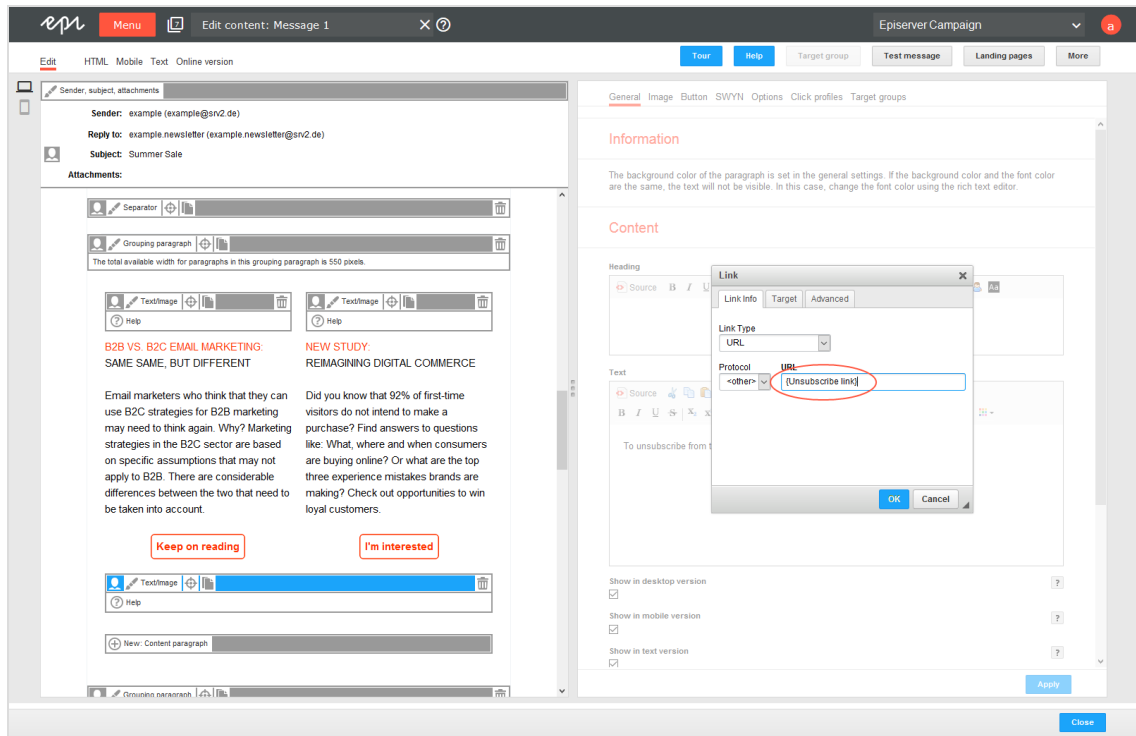 epi
Menu
7
Edit content: Message 1
Episerver Campaign
a
Edit
HTML
Mobile
Text
Online version
Tour
Help
Target group
Test message
Landing pages
More
Sender, subject, attachments
Sender: example (example@srv2.de)
Reply to: example.newsletter (example.newsletter@srv2.de)
Subject: Summer Sale
Attachments:
Separator
Grouping paragraph
The total available width for paragraphs in this grouping paragraph is 550 pixels.
Text/Image
Help
B2B VS. B2C EMAIL MARKETING:
SAME SAME, BUT DIFFERENT
Email marketers who think that they can
use B2C strategies for B2B marketing
may need to think again. Why? Marketing
strategies in the B2C sector are based
on specific assumptions that may not
apply to B2B. There are considerable
differences between the two that need to
be taken into account.
Keep on reading
Text/Image
Help
NEW STUDY:
REIMAGINING DIGITAL COMMERCE
Did you know that 92% of first-time
visitors do not intend to make a
purchase? Find answers to questions
like: What, where and when consumers
are buying online? Or what are the top
three experience mistakes brands are
making? Check out opportunities to win
loyal customers.
I'm interested
Text/Image
Help
New: Content paragraph
Grouping paragraph
General
Image
Button
SWYN
Options
Click profiles
Target groups
Information
The background color of the paragraph is set in the general settings. If the background color and the font color
are the same, the text will not be visible. In this case, change the font color using the rich text editor.
Content
Heading
Source B I U
Text
Source
B I U S X
To unsubscribe from
Link
Link Info
Target
Advanced
Link Type
URL
Protocol
URL
<other>
{Unsubscribe link}
OK
Cancel
Show in desktop version
?
Show in mobile version
?
Show in text version
?
Apply
Close